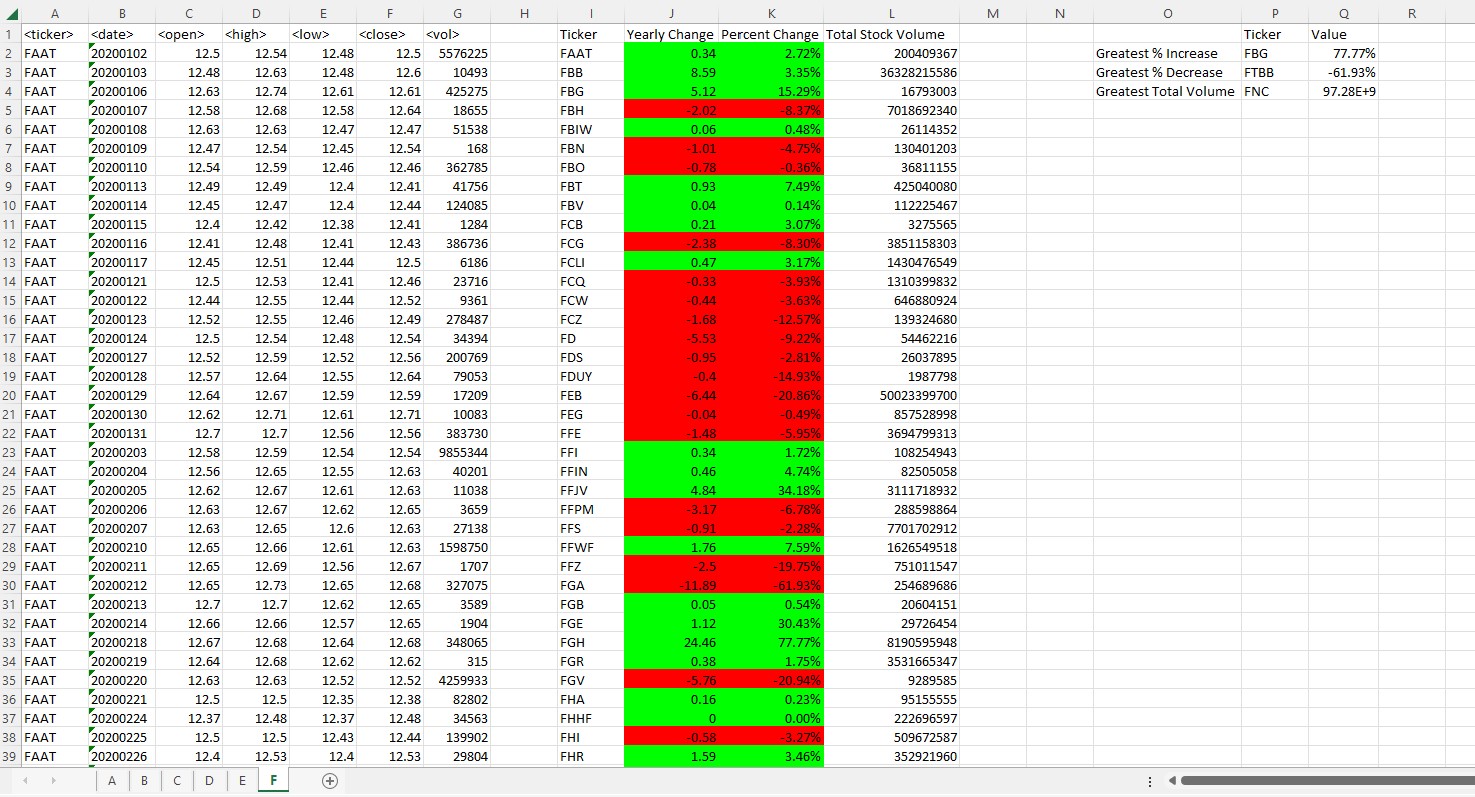 A B C D E F G H I J K L M N O P Q R
1 <ticker> <date> <open> <high> <low> <close> <vol> Ticker Yearly Change Percent Change Total Stock Volume Ticker Value
2 FAAT 20200102 12.5 12.54 12.48 12.5 5576225 FAAT 0.34 2.72% 200409367 Greatest % Increase FBG 77.77%
3 FAAT 20200103 12.48 12.63 12.48 12.6 10493 FBB 8.59 3.35% 36328215586 Greatest % Decrease FTBB -61.93%
4 FAAT 20200106 12.63 12.74 12.61 12.61 425275 FBG 5.12 15.29% 16793003 Greatest Total Volume FNC 97.28E+9
5 FAAT 20200107 12.58 12.68 12.58 12.64 18655 FBH -2.02 -8.37% 7018692340
6 FAAT 20200108 12.63 12.63 12.47 12.47 51538 FBIW 0.06 0.48% 26114352
7 FAAT 20200109 12.47 12.54 12.45 12.54 168 FBN -1.01 -4.75% 130401203
8 FAAT 20200110 12.54 12.59 12.46 12.46 362785 FBO -0.78 -0.36% 36811155
9 FAAT 20200113 12.49 12.49 12.4 12.41 41756 FBT 0.93 7.49% 425040080
10 FAAT 20200114 12.45 12.47 12.4 12.44 124085 FBV 0.04 0.14% 112225467
11 FAAT 20200115 12.4 12.42 12.38 12.41 1284 FCB 0.21 3.07% 3275565
12 FAAT 20200116 12.41 12.48 12.41 12.43 386736 FCG -2.38 -8.30% 3851158303
13 FAAT 20200117 12.45 12.51 12.44 12.5 6186 FCLI 0.47 3.17% 1430476549
14 FAAT 20200121 12.5 12.53 12.41 12.46 23716 FCQ -0.33 -3.93% 1310399832
15 FAAT 20200122 12.44 12.55 12.44 12.52 9361 FCW -0.44 -3.63% 646880924
16 FAAT 20200123 12.52 12.55 12.46 12.49 278487 FCZ -1.68 -12.57% 139324680
17 FAAT 20200124 12.5 12.54 12.48 12.54 34394 FD -5.53 -9.22% 54462216
18 FAAT 20200127 12.52 12.59 12.52 12.56 200769 FDS -0.95 -2.81% 26037895
19 FAAT 20200128 12.57 12.64 12.55 12.64 79053 FDUY -0.4 -14.93% 1987798
20 FAAT 20200129 12.64 12.67 12.59 12.59 17209 FEB -6.44 -20.86% 50023399700
21 FAAT 20200130 12.62 12.71 12.61 12.71 10083 FEG -0.04 -0.49% 857528998
22 FAAT 20200131 12.7 12.7 12.56 12.56 383730 FFE -1.48 -5.95% 3694799313
23 FAAT 20200203 12.58 12.59 12.54 12.54 9855344 FFI 0.34 1.72% 108254943
24 FAAT 20200204 12.56 12.65 12.55 12.63 40201 FFIN 0.46 4.74% 82505058
25 FAAT 20200205 12.62 12.67 12.61 12.63 11038 FFJV 4.84 34.18% 3111718932
26 FAAT 20200206 12.63 12.67 12.62 12.65 3659 FFPM -3.17 -6.78% 288598864
27 FAAT 20200207 12.63 12.65 12.6 12.63 27138 FFS -0.91 -2.28% 7701702912
28 FAAT 20200210 12.65 12.66 12.61 12.63 1598750 FFWF 1.76 7.59% 1626549518
29 FAAT 20200211 12.65 12.69 12.56 12.67 1707 FFZ -2.5 -19.75% 751011547
30 FAAT 20200212 12.65 12.73 12.65 12.68 327075 FGA -11.89 -61.93% 254689686
31 FAAT 20200213 12.7 12.7 12.62 12.65 3589 FGB 0.05 0.54% 20604151
32 FAAT 20200214 12.66 12.66 12.57 12.65 1904 FGE 1.12 30.43% 29726454
33 FAAT 20200218 12.67 12.68 12.64 12.68 348065 FGH 24.46 77.77% 8190595948
34 FAAT 20200219 12.64 12.68 12.62 12.62 315 FGR 0.38 1.75% 3531665347
35 FAAT 20200220 12.63 12.63 12.52 12.52 4259933 FGV -5.76 -20.94% 9289585
36 FAAT 20200221 12.5 12.5 12.35 12.38 82802 FHA 0.16 0.23% 95155555
37 FAAT 20200224 12.37 12.48 12.37 12.48 34563 FHHF 0 0.00% 222696597
38 FAAT 20200225 12.5 12.5 12.43 12.44 139902 FHI -0.58 -3.27% 509672587
39 FAAT 20200226 12.4 12.53 12.4 12.53 29804 FHR 1.59 3.46% 352921960
A B C D E F